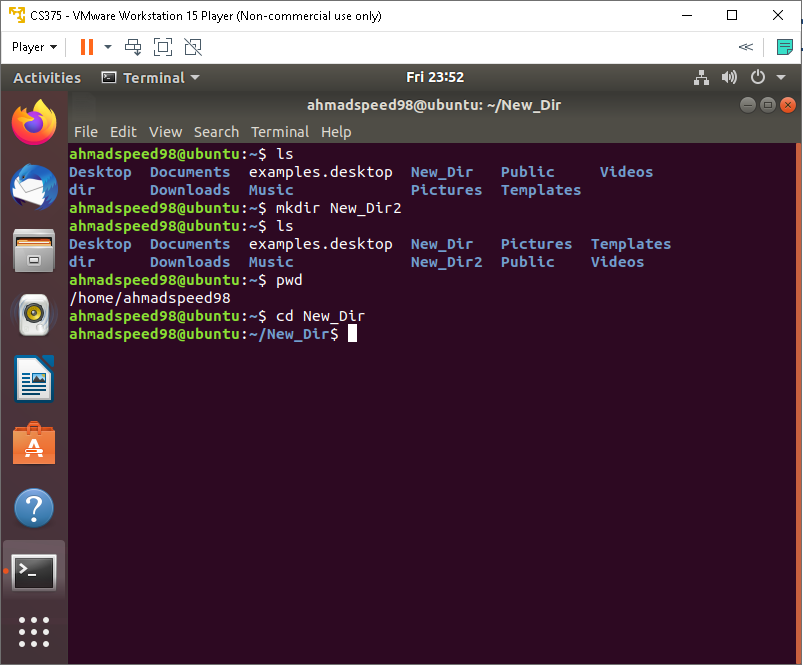 CS375 - VMware Workstation 15 Player (Non-commercial use only)
Player
Activities Terminal Fri 23:52
ahmadspeed98@ubuntu: ~/New_Dir
File Edit View Search Terminal Help
ahmadspeed98@ubuntu:~$ ls
Desktop Documents examples.desktop New_Dir Public Videos
dir Downloads Music Pictures Templates
ahmadspeed98@ubuntu:~$ mkdir New_Dir2
ahmadspeed98@ubuntu:~$ ls
Desktop Documents examples.desktop New_Dir Pictures Templates
dir Downloads Music New_Dir2 Public Videos
ahmadspeed98@ubuntu:~$ pwd
/home/ahmadspeed98
ahmadspeed98@ubuntu:~$ cd New_Dir
ahmadspeed98@ubuntu:~/New_Dir$